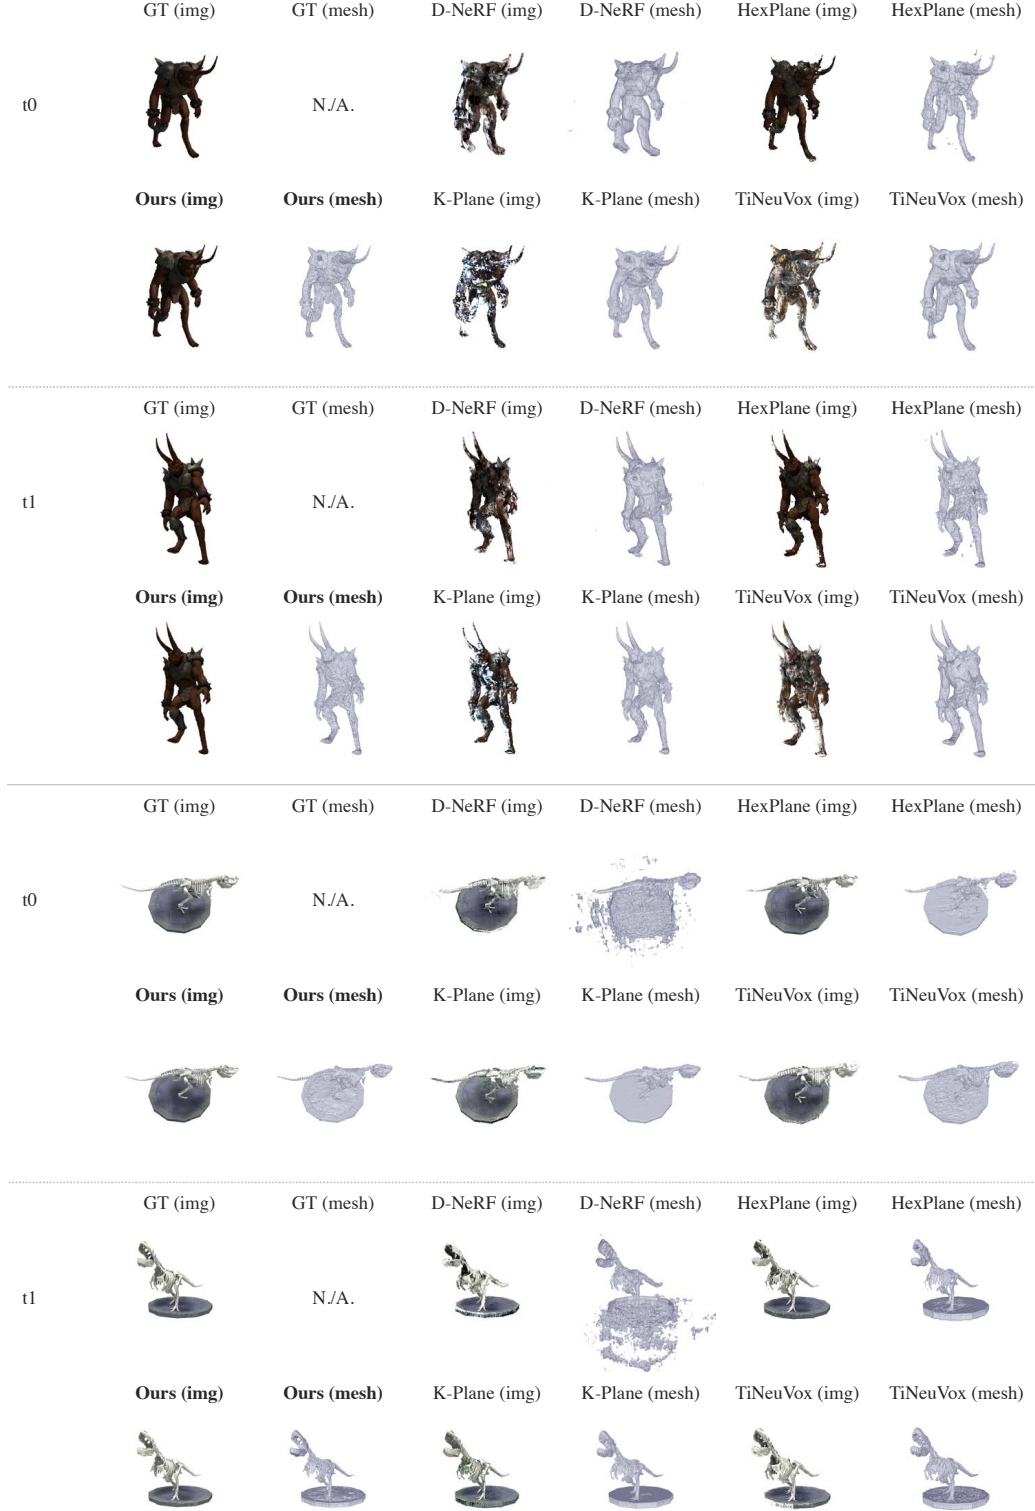 GT (img) GT (mesh) D-NeRF (img) D-NeRF (mesh) HexPlane (img) HexPlane (mesh)
t0 N./A.
Ours (img) Ours (mesh) K-Plane (img) K-Plane (mesh) TiNeuVox (img) TiNeuVox (mesh)
GT (img) GT (mesh) D-NeRF (img) D-NeRF (mesh) HexPlane (img) HexPlane (mesh)
t1 N./A.
Ours (img) Ours (mesh) K-Plane (img) K-Plane (mesh) TiNeuVox (img) TiNeuVox (mesh)
GT (img) GT (mesh) D-NeRF (img) D-NeRF (mesh) HexPlane (img) HexPlane (mesh)
t0 N./A.
Ours (img) Ours (mesh) K-Plane (img) K-Plane (mesh) TiNeuVox (img) TiNeuVox (mesh)
GT (img) GT (mesh) D-NeRF (img) D-NeRF (mesh) HexPlane (img) HexPlane (mesh)
t1 N./A.
Ours (img) Ours (mesh) K-Plane (img) K-Plane (mesh) TiNeuVox (img) TiNeuVox (mesh)